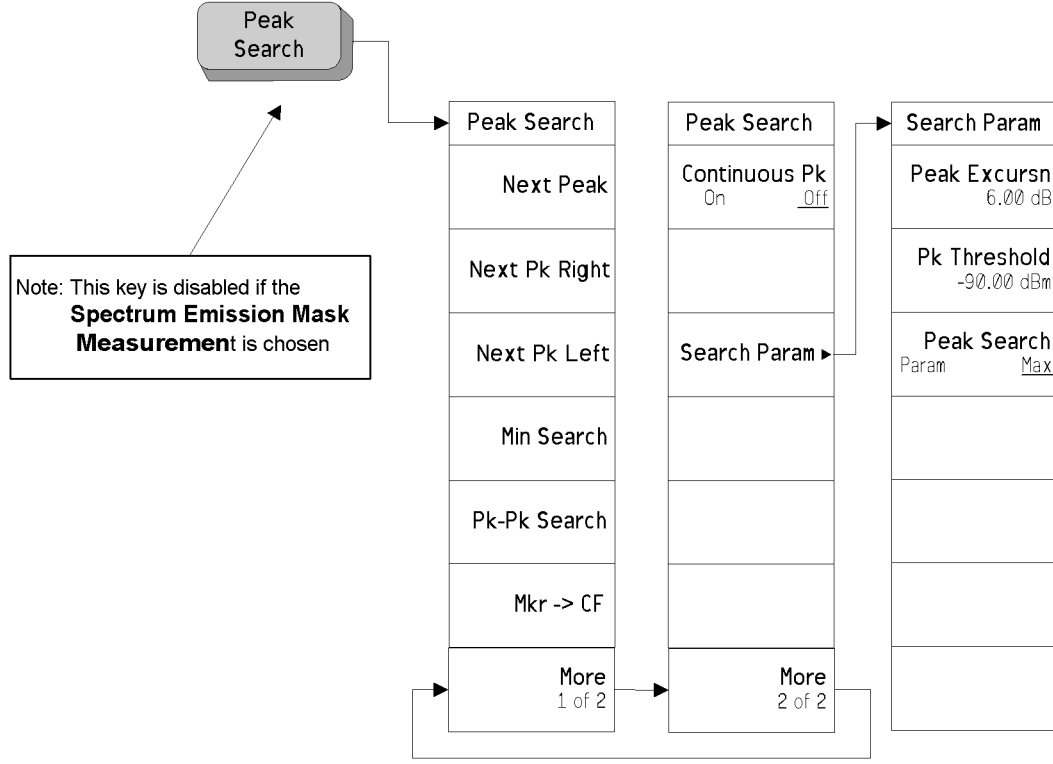 Peak
Search
Note: This key is disabled if the
Spectrum Emission Mask
Measurement is chosen
Peak Search
Next Peak
Next Pk Right
Next Pk Left
Min Search
Pk-Pk Search
Mkr -> CF
More
1 of 2
Peak Search
Continuous Pk
On Off
Search Param ▸
More
2 of 2
Search Param
Peak Excursn
6.00 dB
Pk Threshold
-90.00 dBm
Peak Search
Param Max